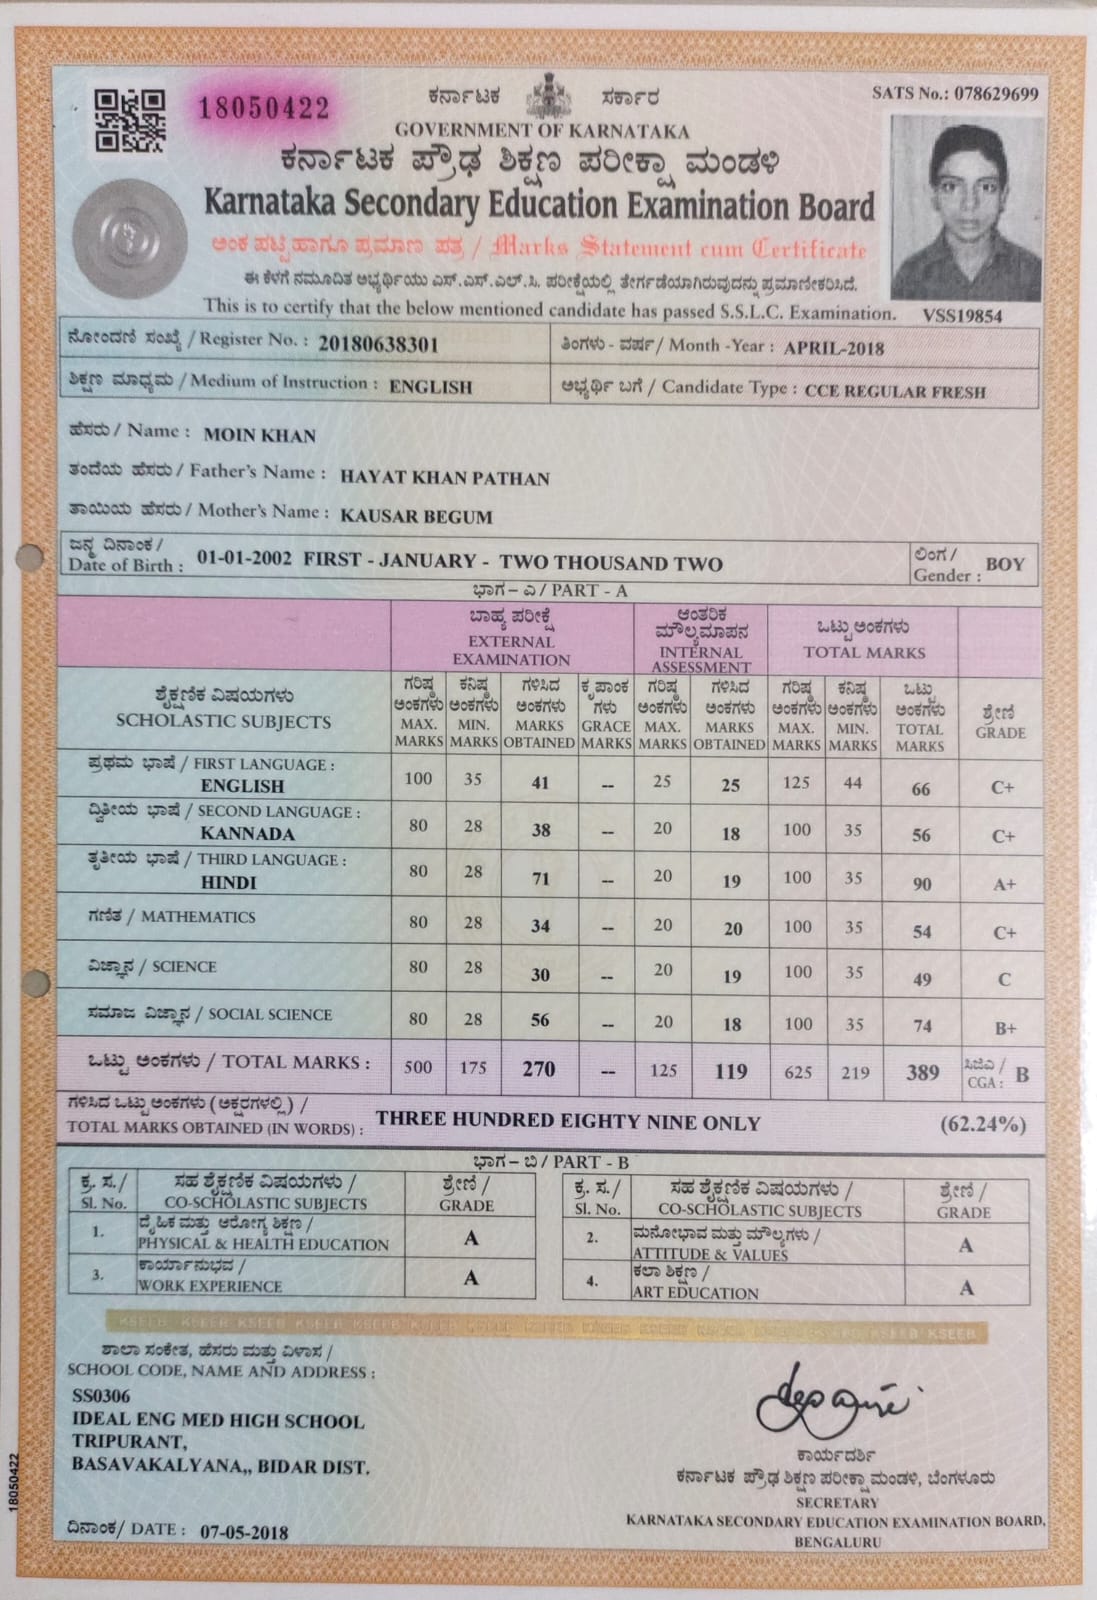 18050422
ಕರ್ನಾಟಕ ಸರ್ಕಾರ
SATS No.: 078629699
GOVERNMENT OF KARNATAKA
ಕರ್ನಾಟಕ ಪ್ರೌಢ ಶಿಕ್ಷಣ ಪರೀಕ್ಷಾ ಮಂಡಳಿ
Karnataka Secondary Education Examination Board
ಅಂಕ ಪಟ್ಟಿ ಹಾಗೂ ಪ್ರಮಾಣ ಪತ್ರ / Marks Statement cum Certificate
ಈ ಕೆಳಗೆ ನಮೂದಿತ ಅಭ್ಯರ್ಥಿಯು ಎಸ್.ಎಸ್.ಎಲ್.ಸಿ. ಪರೀಕ್ಷೆಯಲ್ಲಿ ತೇರ್ಗಡೆಯಾಗಿರುವುದನ್ನು ಪ್ರಮಾಣೀಕರಿಸಿದೆ.
This is to certify that the below mentioned candidate has passed S.S.L.C. Examination. VSS19854
ನೋಂದಣಿ ಸಂಖ್ಯೆ / Register No. : 20180638301 ತಿಂಗಳು - ವರ್ಷ / Month -Year : APRIL-2018
ಶಿಕ್ಷಣ ಮಾಧ್ಯಮ / Medium of Instruction : ENGLISH ಅಭ್ಯರ್ಥಿ ಬಗೆ / Candidate Type : CCE REGULAR FRESH
ಹೆಸರು / Name : MOIN KHAN
ತಂದೆಯ ಹೆಸರು / Father's Name : HAYAT KHAN PATHAN
ತಾಯಿಯ ಹೆಸರು / Mother's Name : KAUSAR BEGUM
ಜನ್ಮ ದಿನಾಂಕ /
Date of Birth : 01-01-2002 FIRST - JANUARY - TWO THOUSAND TWO
ಲಿಂಗ /
Gender : BOY
ಭಾಗ - ಎ / PART - A
ಬಾಹ್ಯ ಪರೀಕ್ಷೆ
EXTERNAL
EXAMINATION
ಆಂತರಿಕ
ಮೌಲ್ಯಮಾಪನ
INTERNAL
ASSESSMENT
ಒಟ್ಟು ಅಂಕಗಳು
TOTAL MARKS
ಶೈಕ್ಷಣಿಕ ವಿಷಯಗಳು
SCHOLASTIC SUBJECTS
ಗರಿಷ್ಠ ಅಂಕಗಳು MAX. MARKS
ಕನಿಷ್ಠ ಅಂಕಗಳು MIN. MARKS
ಗಳಿಸಿದ ಅಂಕಗಳು MARKS OBTAINED
ಕೃಪಾಂಕ ಗಳು GRACE MARKS
ಗರಿಷ್ಠ ಅಂಕಗಳು MAX. MARKS
ಗಳಿಸಿದ ಅಂಕಗಳು MARKS OBTAINED
ಗರಿಷ್ಠ ಅಂಕಗಳು MAX. MARKS
ಕನಿಷ್ಠ ಅಂಕಗಳು MIN. MARKS
ಒಟ್ಟು ಅಂಕಗಳು TOTAL MARKS
ಶ್ರೇಣಿ GRADE
ಪ್ರಥಮ ಭಾಷೆ / FIRST LANGUAGE :
ENGLISH 100 35 41 -- 25 25 125 44 66 C+
ದ್ವಿತೀಯ ಭಾಷೆ / SECOND LANGUAGE :
KANNADA 80 28 38 -- 20 18 100 35 56 C+
ತೃತೀಯ ಭಾಷೆ / THIRD LANGUAGE :
HINDI 80 28 71 -- 20 19 100 35 90 A+
ಗಣಿತ / MATHEMATICS 80 28 34 -- 20 20 100 35 54 C+
ವಿಜ್ಞಾನ / SCIENCE 80 28 30 -- 20 19 100 35 49 C
ಸಮಾಜ ವಿಜ್ಞಾನ / SOCIAL SCIENCE 80 28 56 -- 20 18 100 35 74 B+
ಒಟ್ಟು ಅಂಕಗಳು / TOTAL MARKS : 500 175 270 -- 125 119 625 219 389 ಸಿಜಿಎ / CGA : B
ಗಳಿಸಿದ ಒಟ್ಟು ಅಂಕಗಳು (ಅಕ್ಷರಗಳಲ್ಲಿ) /
TOTAL MARKS OBTAINED (IN WORDS) : THREE HUNDRED EIGHTY NINE ONLY (62.24%)
ಭಾಗ - ಬಿ / PART - B
ಕ್ರ. ಸ. / ಸಹ ಶೈಕ್ಷಣಿಕ ವಿಷಯಗಳು / ಶ್ರೇಣಿ / ಕ್ರ. ಸ. / ಸಹ ಶೈಕ್ಷಣಿಕ ವಿಷಯಗಳು / ಶ್ರೇಣಿ /
Sl. No. CO-SCHOLASTIC SUBJECTS GRADE Sl. No. CO-SCHOLASTIC SUBJECTS GRADE
1. ದೈಹಿಕ ಮತ್ತು ಆರೋಗ್ಯ ಶಿಕ್ಷಣ / PHYSICAL & HEALTH EDUCATION A
2. ಮನೋಭಾವ ಮತ್ತು ಮೌಲ್ಯಗಳು / ATTITUDE & VALUES A
3. ಕಾರ್ಯಾನುಭವ / WORK EXPERIENCE A
4. ಕಲಾ ಶಿಕ್ಷಣ / ART EDUCATION A
KSEEB KSEEB KSEEB KSEEB KSEEB KSEEB KSEEB KSEEB KSEEB
ಶಾಲಾ ಸಂಕೇತ, ಹೆಸರು ಮತ್ತು ವಿಳಾಸ /
SCHOOL CODE, NAME AND ADDRESS :
SS0306
IDEAL ENG MED HIGH SCHOOL
TRIPURANT,
BASAVAKALYANA,, BIDAR DIST.
ಕಾರ್ಯದರ್ಶಿ
ಕರ್ನಾಟಕ ಪ್ರೌಢ ಶಿಕ್ಷಣ ಪರೀಕ್ಷಾ ಮಂಡಳಿ, ಬೆಂಗಳೂರು
SECRETARY
KARNATAKA SECONDARY EDUCATION EXAMINATION BOARD,
BENGALURU
ದಿನಾಂಕ / DATE : 07-05-2018
18050422